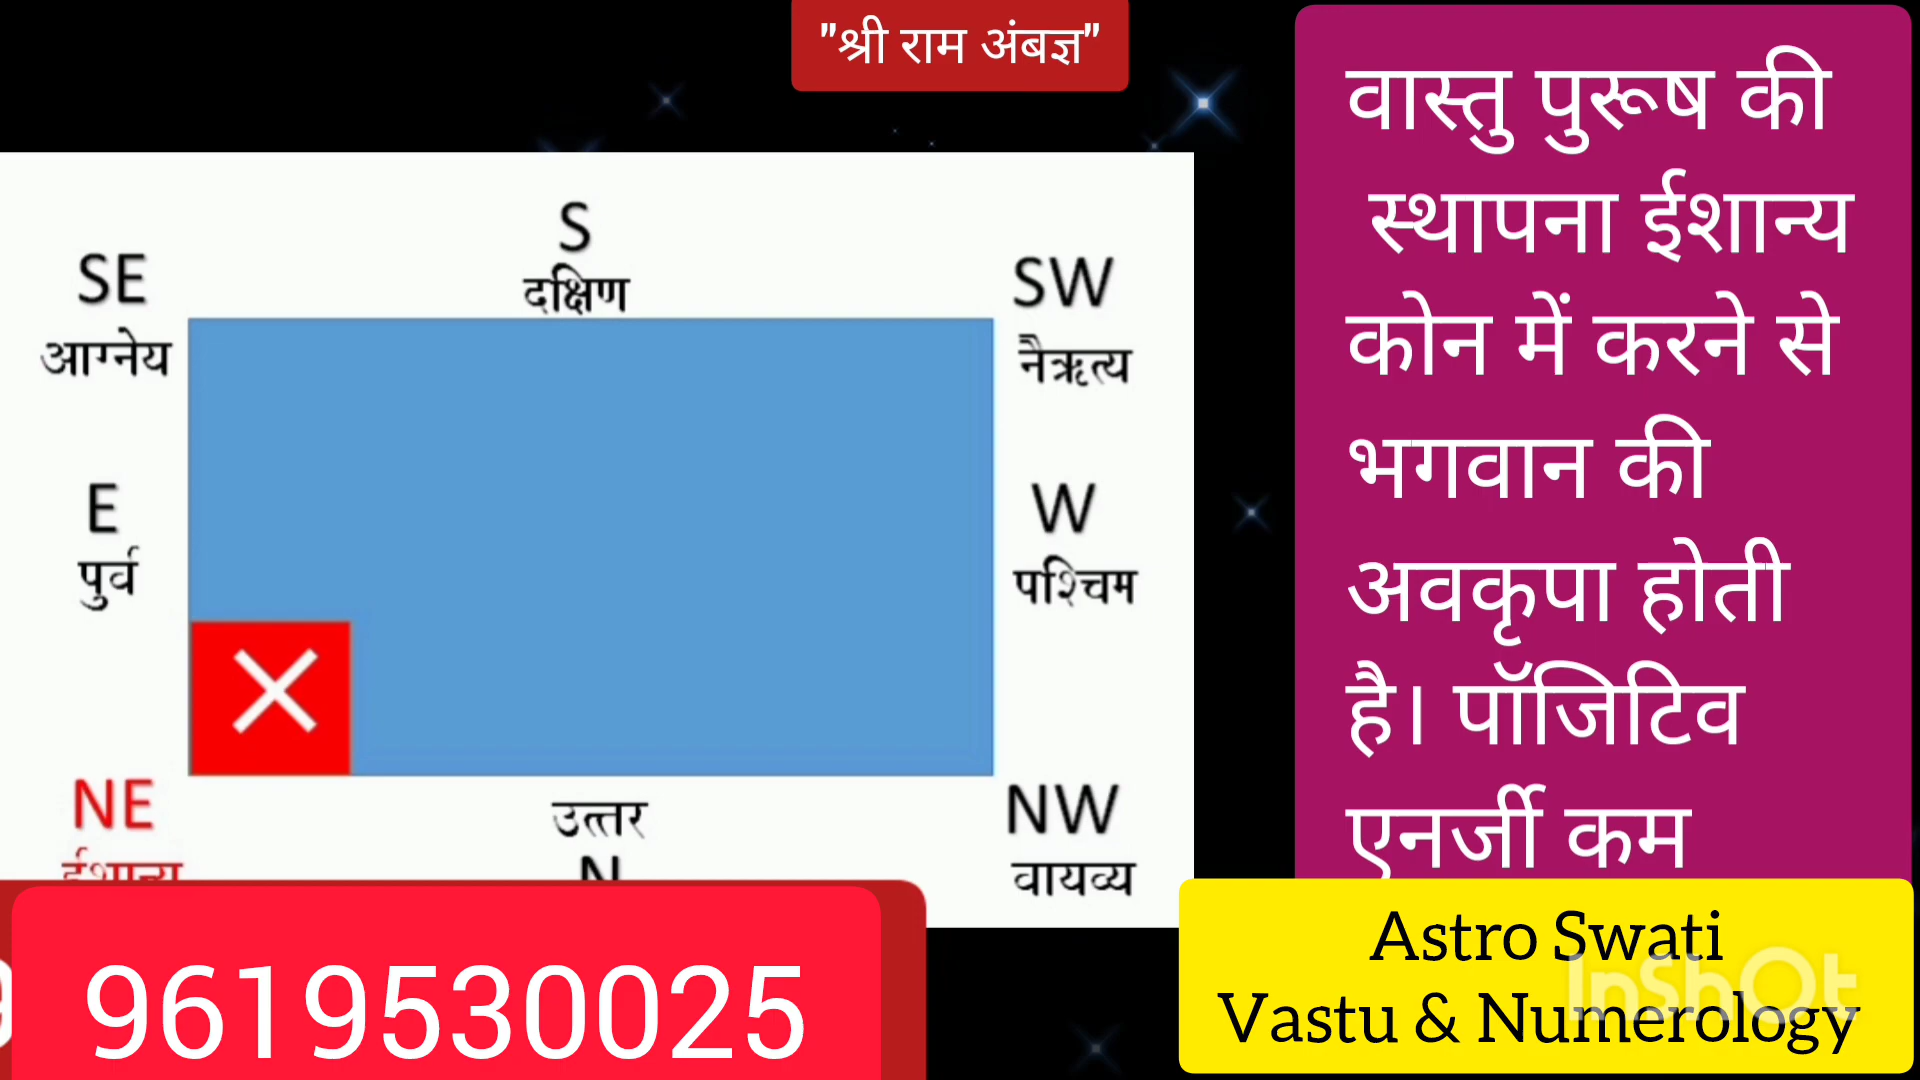 "श्री राम अंबज्ञ"
S
दक्षिण
SE
आग्नेय
SW
नैऋत्य
E
पुर्व
W
पश्चिम
NE
ईशान्य
उत्तर
N
NW
वायव्य
वास्तु पुरूष की
स्थापना ईशान्य
कोन में करने से
भगवान की
अवकृपा होती
है। पॉजिटिव
एनर्जी कम
9619530025
Astro Swati
Vastu & Numerology
InShOt